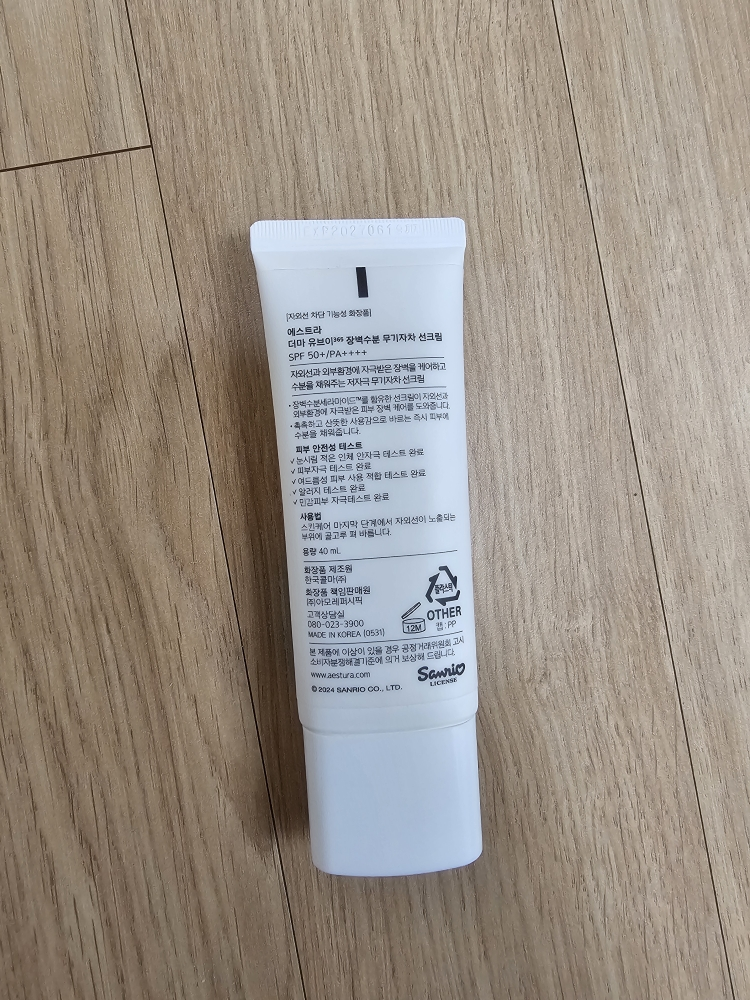 [자외선 차단 기능성 화장품]
에스트라
더마 유브이³⁶⁵ 장벽수분 무기자차 선크림
SPF 50+/PA++++
자외선과 외부환경에 자극받은 장벽을 케어하고
수분을 채워주는 저자극 무기자차 선크림
· 장벽수분세라마이드™를 함유한 선크림이 자외선과
외부환경에 자극받은 피부 장벽 케어를 도와줍니다.
· 촉촉하고 산뜻한 사용감으로 바르는 즉시 피부에
수분을 채워줍니다.
피부 안전성 테스트
✓눈시림 적은 인체 안자극 테스트 완료
✓피부자극 테스트 완료
✓여드름성 피부 사용 적합 테스트 완료
✓알러지 테스트 완료
✓민감피부 자극테스트 완료
사용법
스킨케어 마지막 단계에서 자외선이 노출되는
부위에 골고루 펴 바릅니다.
용량 40 mL
화장품 제조원
한국콜마(주)
화장품 책임판매원
(주)아모레퍼시픽
고객상담실
080-023-3900
MADE IN KOREA (0531)
12M
플라스틱
OTHER
캡 : PP
본 제품에 이상이 있을 경우 공정거래위원회 고시
소비자분쟁해결기준에 의거 보상해 드립니다.
www.aestura.com
© 2024 SANRIO CO., LTD.
Sanrio
LICENSE